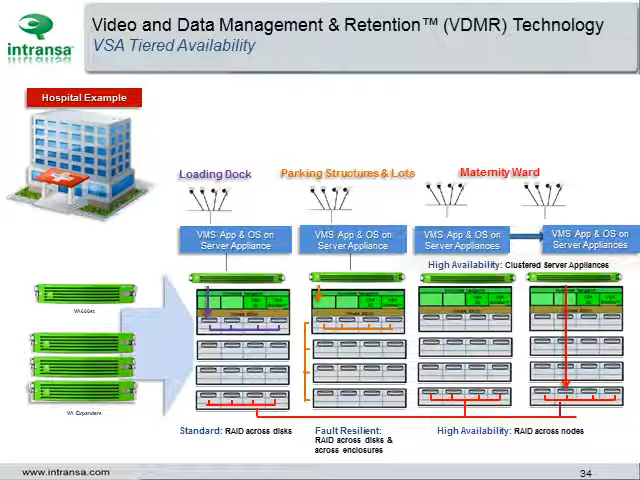 Video and Data Management & Retention™ (VDMR) Technology
VSA Tiered Availability
intransa
Hospital Example
Loading Dock
Parking Structures & Lots
Maternity Ward
VMS App & OS on
Server Appliance
VMS App & OS on
Server Appliance
VMS App & OS on
Server Appliances
VMS App & OS on
Server Appliances
High Availability: Clustered Server Appliances
VA Expanders
Standard: RAID across disks
Fault Resilient:
RAID across disks &
across enclosures
High Availability: RAID across nodes
www.intransa.com
34